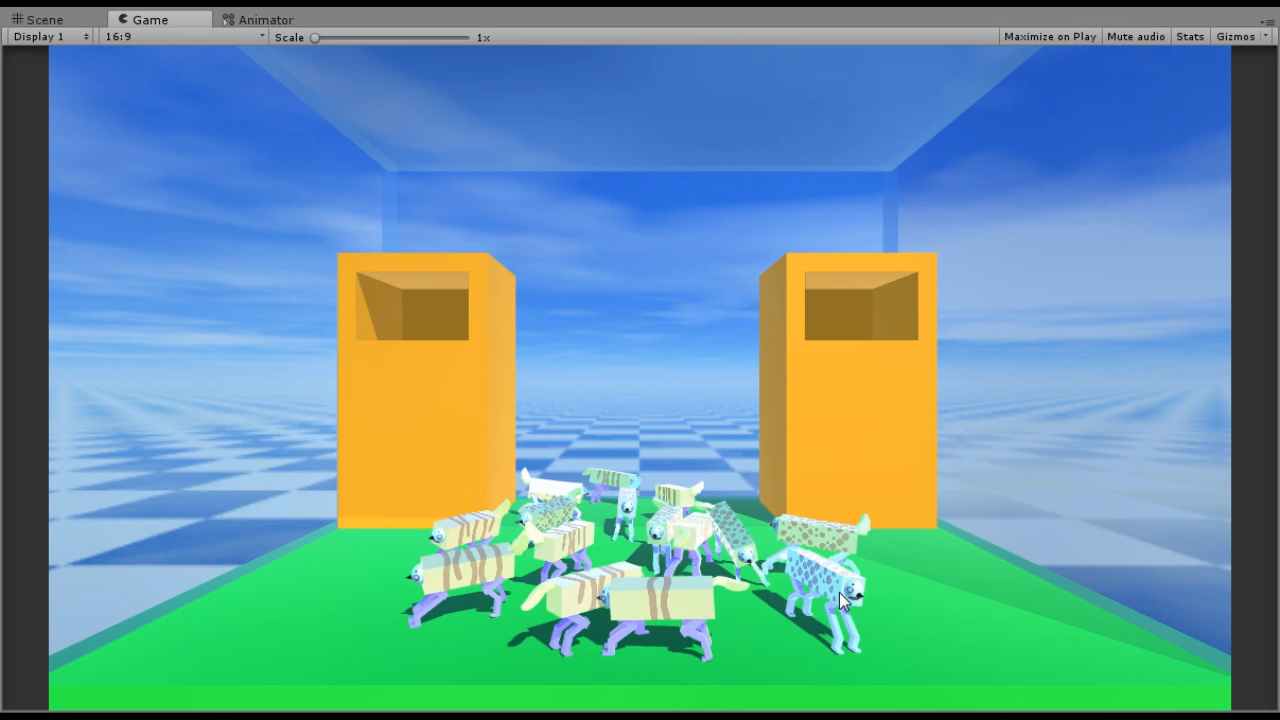 Scene Game Animator
Display 1 16:9 Scale 1x Maximize on Play Mute audio Stats Gizmos